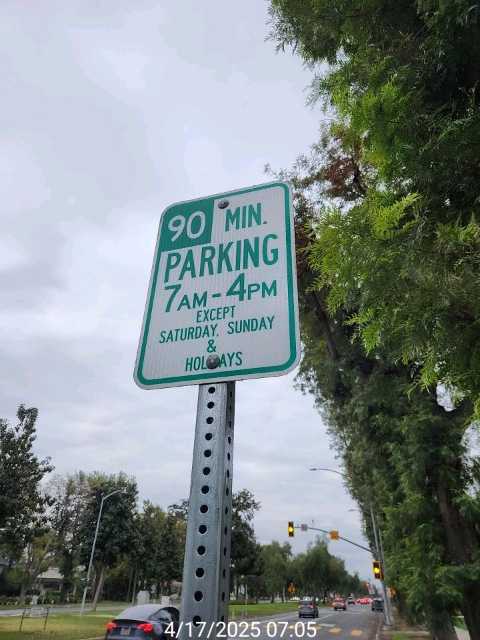 90 MIN.
PARKING
7AM-4PM
EXCEPT
SATURDAY, SUNDAY
&
HOLIDAYS
4/17/2025 07:05